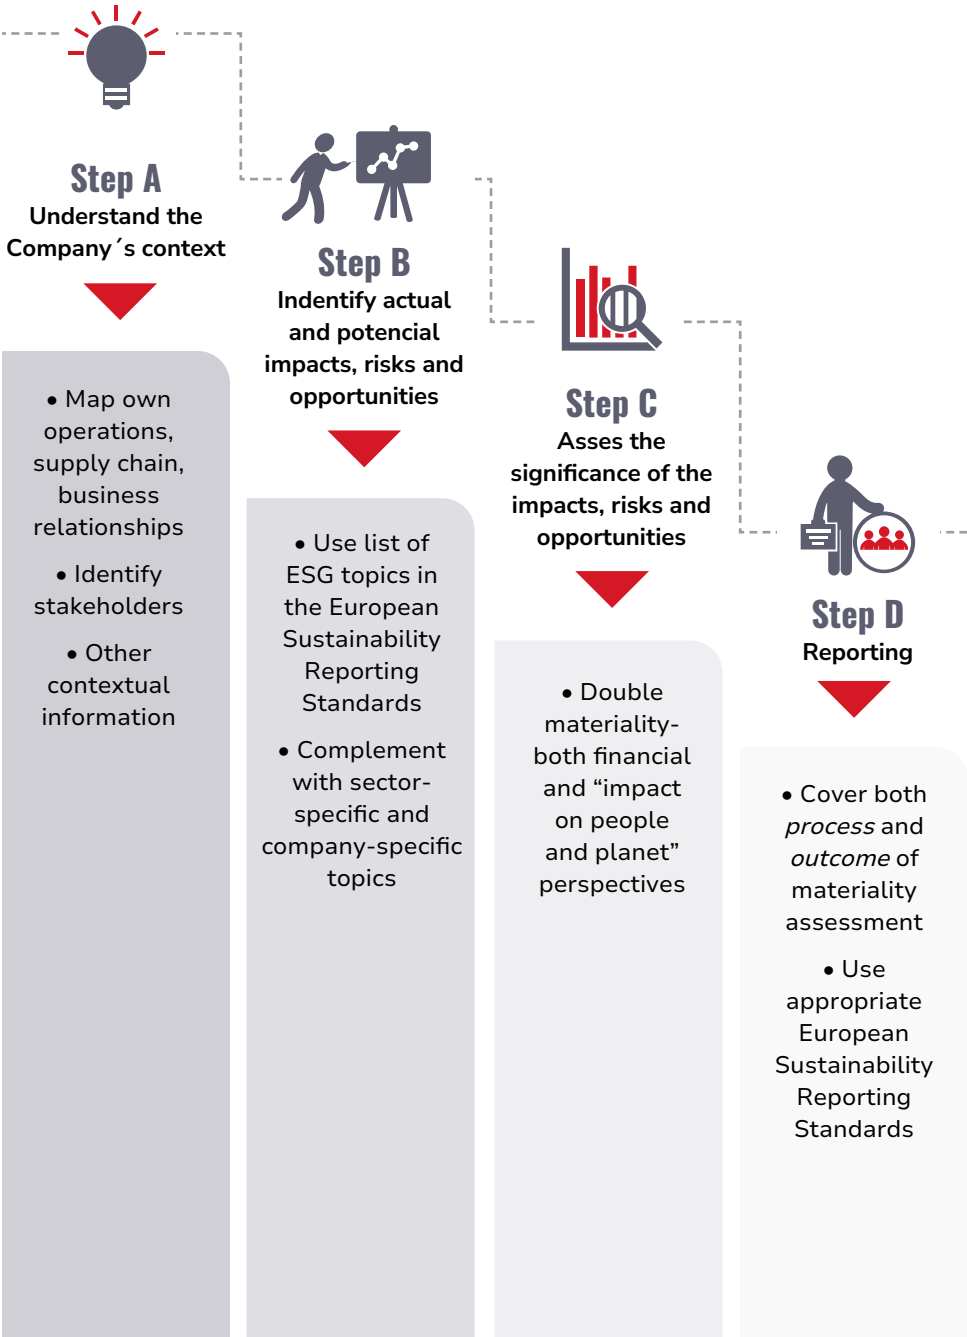 Step A
Understand the
Company´s context
• Map own
operations,
supply chain,
business
relationships
• Identify
stakeholders
• Other
contextual
information
Step B
Indentify actual
and potencial
impacts, risks and
opportunities
• Use list of
ESG topics in
the European
Sustainability
Reporting
Standards
• Complement
with sector-
specific and
company-specific
topics
Step C
Asses the
significance of the
impacts, risks and
opportunities
• Double
materiality-
both financial
and “impact
on people
and planet”
perspectives
Step D
Reporting
• Cover both
process and
outcome of
materiality
assessment
• Use
appropriate
European
Sustainability
Reporting
Standards